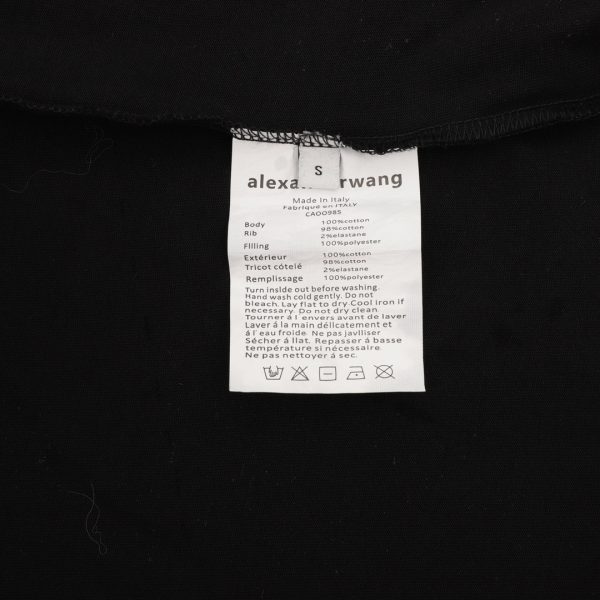 S
alexa rwang
Made in Italy
Fabriqué en ITALY
CAOO985
Body 100%cotton
Rib 98%cotton
2%elastane
Filling 100%polyester
Extérieur 100%cotton
Tricot côtelé 98%cotton
2%elastane
Remplissage 100%polyester
Turn inside out before washing.
Hand wash cold gently. Do not
bleach. Lay flat to dry Cool iron if
necessary. Do not dry clean
Tourner á l envers avant de laver
Laver á la main délicatement et
á l'eau froide. Ne pas javlliser
Sécher á llat. Repasser á basse
température si nécessaire.
Ne pas nettoyer á sec.